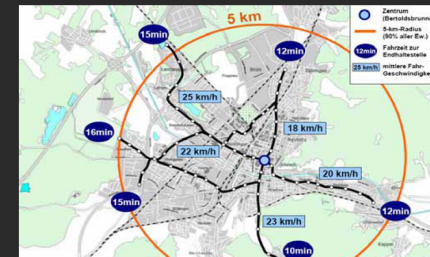 5 km
Zentrum
(Bertoldsbrunn
5-km-Radius
(90% aller Ew.)
12min
Fahrzeit zur
Endhaltestelle
25 km/h
mittlere Fahr-
Geschwindigke
15min
12min
25 km/h
18 km/h
16min
22 km/h
20 km/h
15min
12min
23 km/h
10min
Kappel